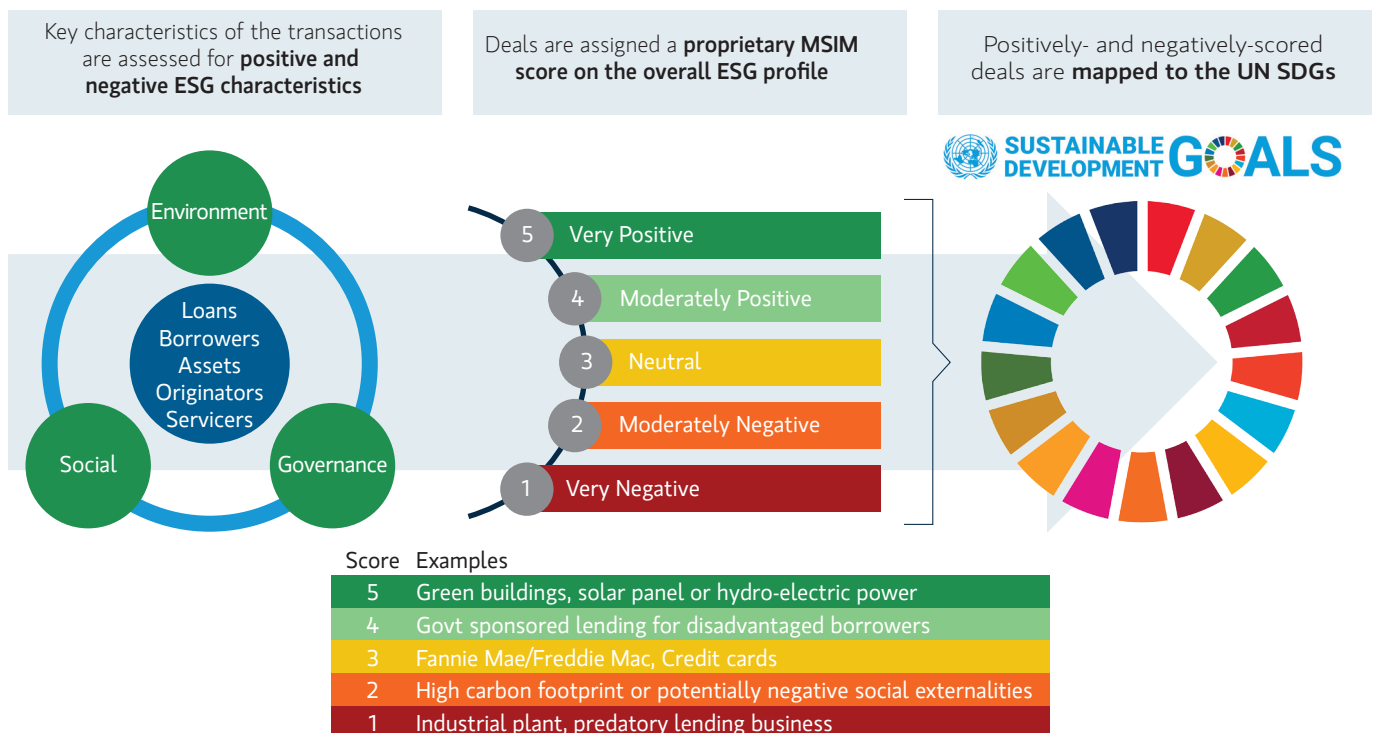 Key characteristics of the transactions
are assessed for positive and
negative ESG characteristics
Deals are assigned a proprietary MSIM
score on the overall ESG profile
Positively- and negatively-scored
deals are mapped to the UN SDGs
SUSTAINABLE
DEVELOPMENT
GOALS
Environment
Loans
Borrowers
Assets
Originators
Servicers
Social
Governance
5 Very Positive
4 Moderately Positive
3 Neutral
2 Moderately Negative
1 Very Negative
Score Examples
5 Green buildings, solar panel or hydro-electric power
4 Govt sponsored lending for disadvantaged borrowers
3 Fannie Mae/Freddie Mac, Credit cards
2 High carbon footprint or potentially negative social externalities
1 Industrial plant, predatory lending business